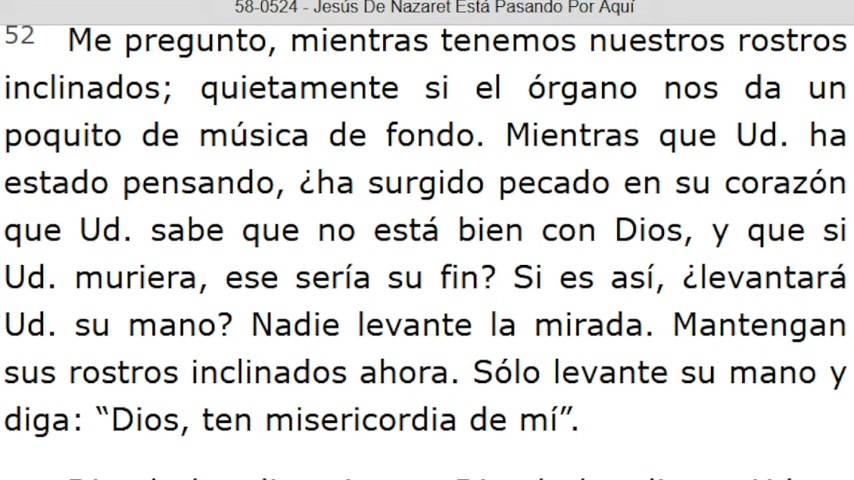 58-0524 - Jesús De Nazaret Está Pasando Por Aquí
52 Me pregunto, mientras tenemos nuestros rostros
inclinados; quietamente si el órgano nos da un
poquito de música de fondo. Mientras que Ud. ha
estado pensando, ¿ha surgido pecado en su corazón
que Ud. sabe que no está bien con Dios, y que si
Ud. muriera, ese sería su fin? Si es así, ¿levantará
Ud. su mano? Nadie levante la mirada. Mantengan
sus rostros inclinados ahora. Sólo levante su mano y
diga: “Dios, ten misericordia de mí”.